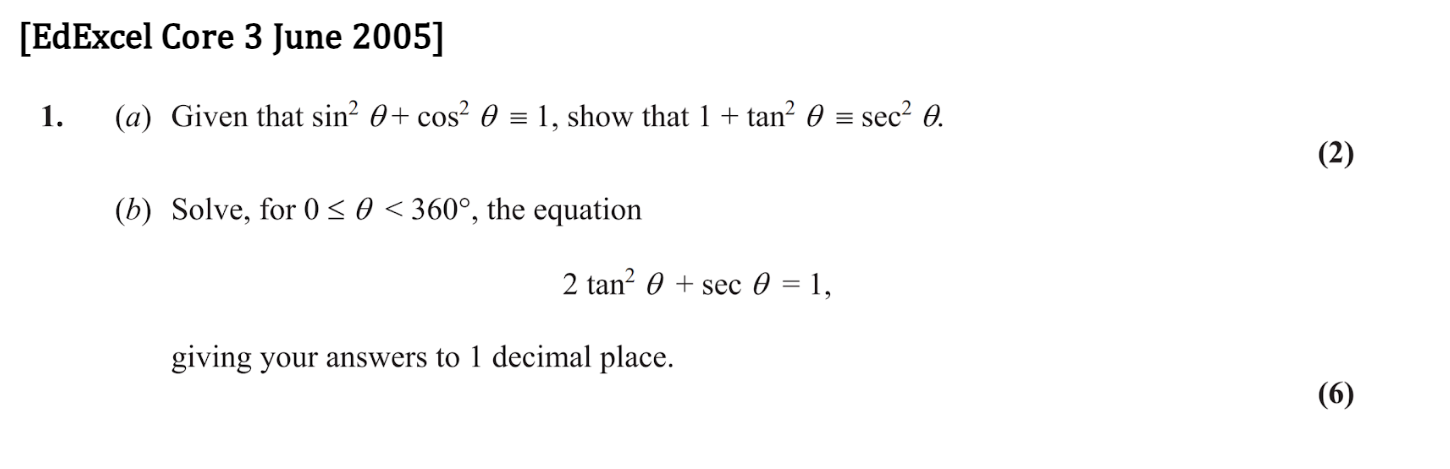 [EdExcel Core 3 June 2005]
1. (a) Given that sin² θ + cos² θ ≡ 1, show that 1 + tan² θ ≡ sec² θ.
(2)
(b) Solve, for 0 ≤ θ < 360°, the equation
2 tan² θ + sec θ = 1,
giving your answers to 1 decimal place.
(6)